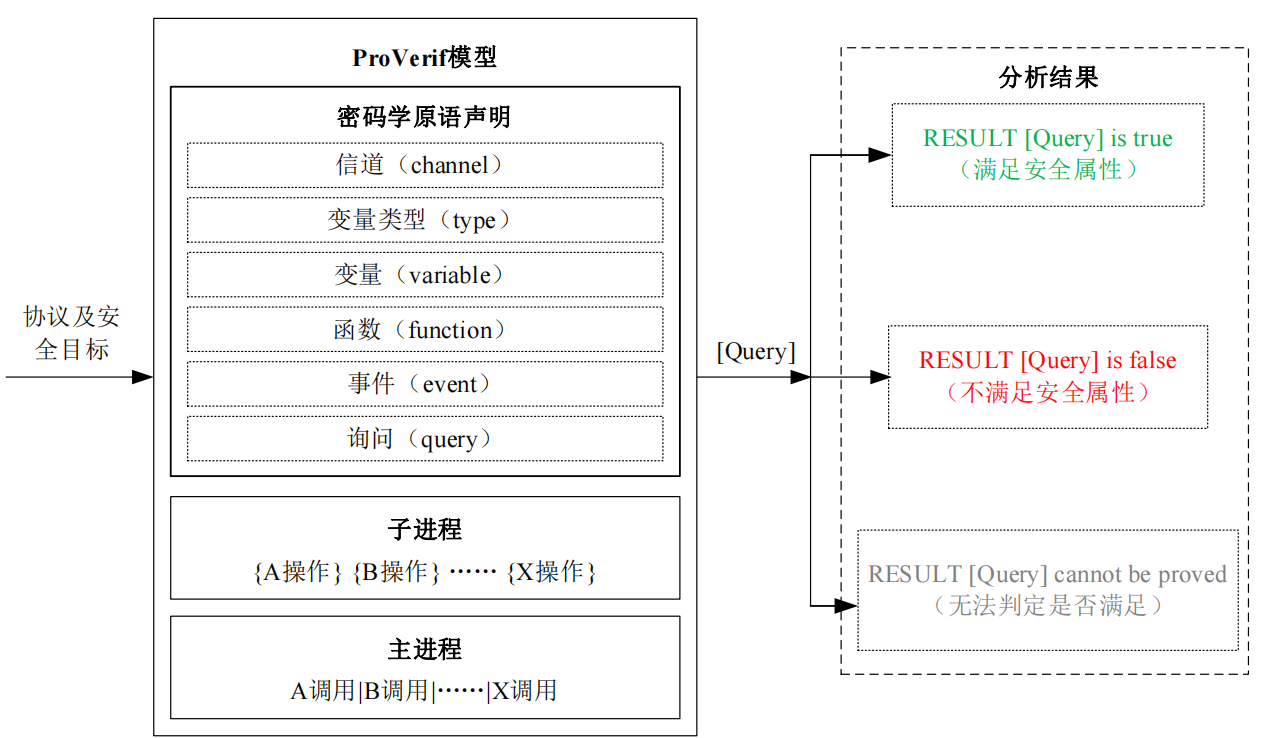 协议及安
全目标
ProVerif模型
密码学原语声明
信道（channel）
变量类型（type）
变量（variable）
函数（function）
事件（event）
询问（query）
子进程
{A操作} {B操作} ······ {X操作}
主进程
A调用|B调用|······|X调用
[Query]
分析结果
RESULT [Query] is true
（满足安全属性）
RESULT [Query] is false
（不满足安全属性）
RESULT [Query] cannot be proved
（无法判定是否满足）